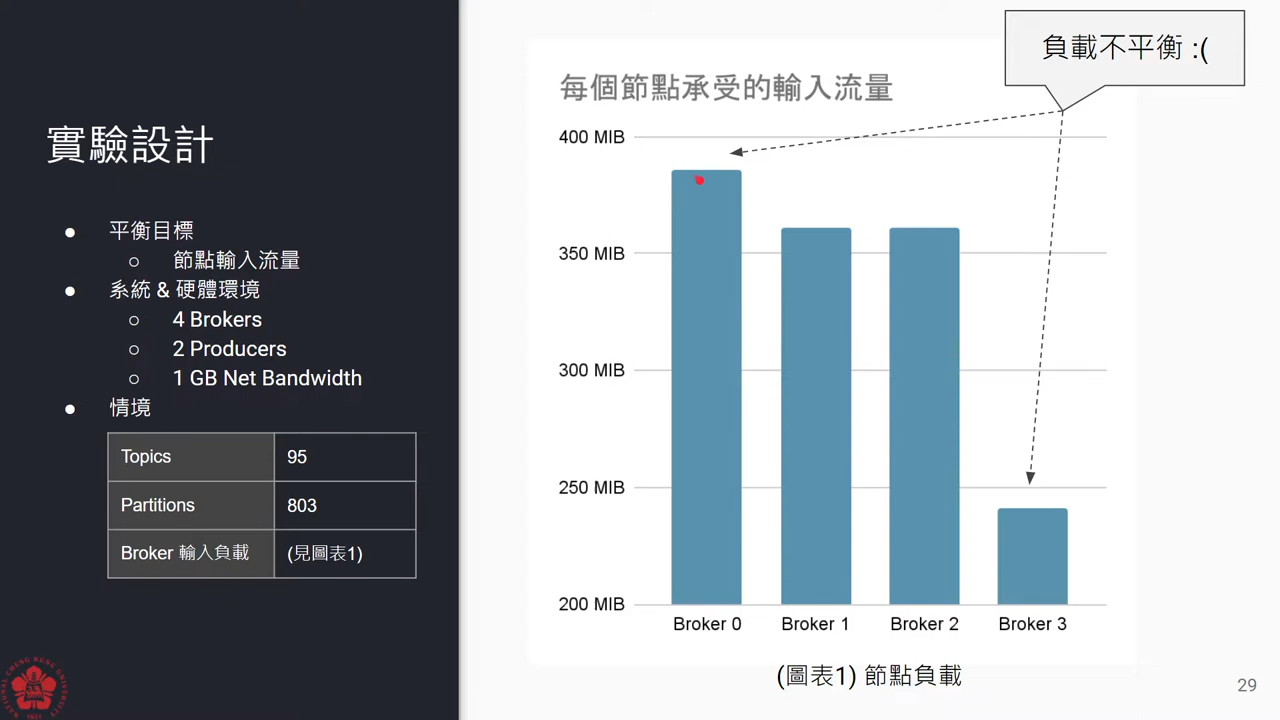 實驗設計
● 平衡目標
○ 節點輸入流量
● 系統 & 硬體環境
○ 4 Brokers
○ 2 Producers
○ 1 GB Net Bandwidth
● 情境
Topics 95
Partitions 803
Broker 輸入負載 (見圖表1)
負載不平衡 :(
每個節點承受的輸入流量
400 MIB
350 MIB
300 MIB
250 MIB
200 MIB
Broker 0 Broker 1 Broker 2 Broker 3
(圖表1) 節點負載
29
NATIONAL CHENG KUNG UNIVERSITY